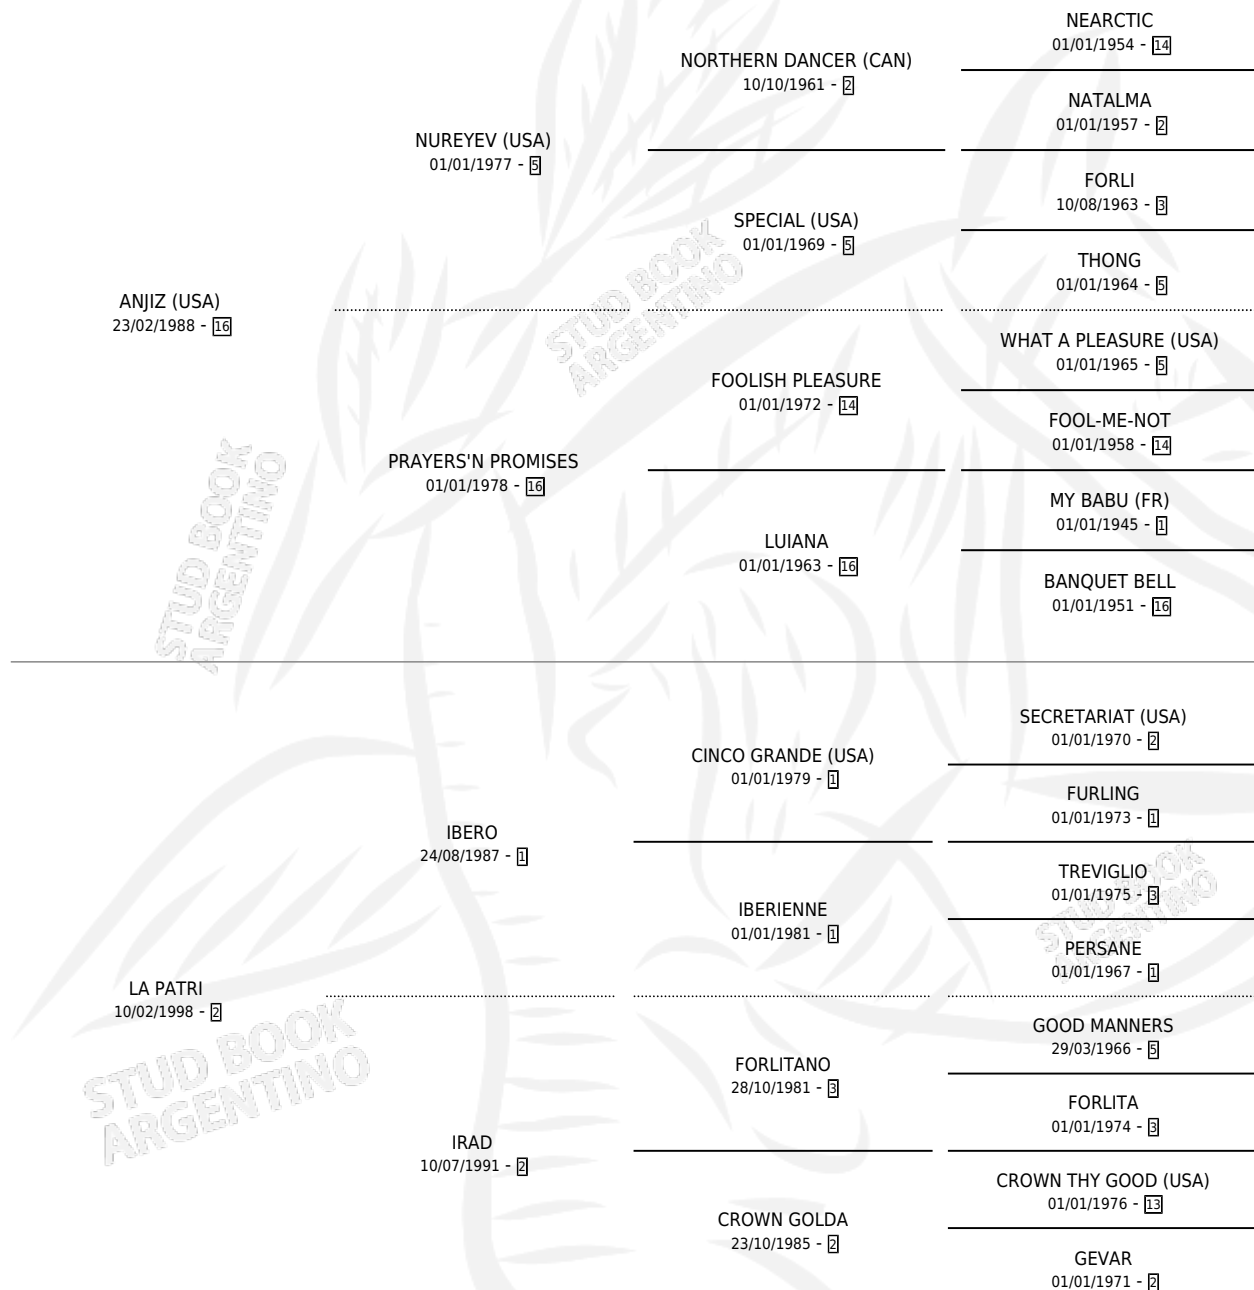 NEARCTIC
01/01/1954 - 14
NORTHERN DANCER (CAN)
10/10/1961 - 2
NATALMA
01/01/1957 - 2
NUREYEV (USA)
01/01/1977 - 5
FORLI
10/08/1963 - 3
SPECIAL (USA)
01/01/1969 - 5
THONG
01/01/1964 - 5
ANJIZ (USA)
23/02/1988 - 16
STUD BOOK
ARGENTINO
WHAT A PLEASURE (USA)
01/01/1965 - 5
FOOLISH PLEASURE
01/01/1972 - 14
FOOL-ME-NOT
01/01/1958 - 14
PRAYERS'N PROMISES
01/01/1978 - 16
MY BABU (FR)
01/01/1945 - 1
LUIANA
01/01/1963 - 16
BANQUET BELL
01/01/1951 - 16
STUD BOOK
ARGENTINO
SECRETARIAT (USA)
01/01/1970 - 2
CINCO GRANDE (USA)
01/01/1979 - 1
FURLING
01/01/1973 - 1
IBERO
24/08/1987 - 1
TREVIGLIO
01/01/1975 - 3
IBERIENNE
01/01/1981 - 1
STUD BOOK
ARGENTINO
PERSANE
01/01/1967 - 1
LA PATRI
10/02/1998 - 2
GOOD MANNERS
29/03/1966 - 5
FORLITANO
28/10/1981 - 3
STUD BOOK
ARGENTINO
FORLITA
01/01/1974 - 3
IRAD
10/07/1991 - 2
CROWN THY GOOD (USA)
01/01/1976 - 13
CROWN GOLDA
23/10/1985 - 2
GEVAR
01/01/1971 - 2